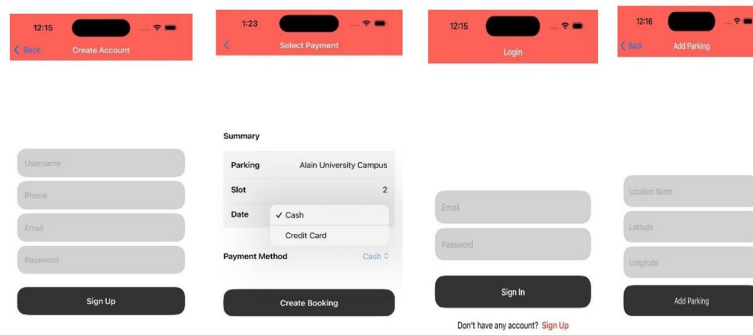 12:15
Back
Create Account
Username
Phone
Email
Password
Sign Up
1:23
Select Payment
Summary
Parking Alain University Campus
Slot 2
Date
✓ Cash
Credit Card
Payment Method Cash
Create Booking
12:15
Login
Email
Password
Sign In
Don't have any account? Sign Up
12:16
Back
Add Parking
Location Name
Latitude
Longitude
Add Parking